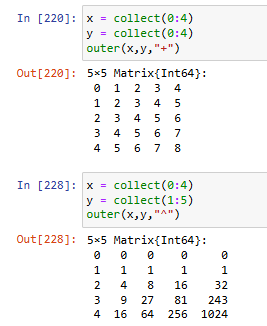 In [220]: x = collect(0:4)
y = collect(0:4)
outer(x,y,"+")
Out[220]: 5×5 Matrix{Int64}:
0 1 2 3 4
1 2 3 4 5
2 3 4 5 6
3 4 5 6 7
4 5 6 7 8
In [228]: x = collect(0:4)
y = collect(1:5)
outer(x,y,"^")
Out[228]: 5×5 Matrix{Int64}:
0 0 0 0 0
1 1 1 1 1
2 4 8 16 32
3 9 27 81 243
4 16 64 256 1024